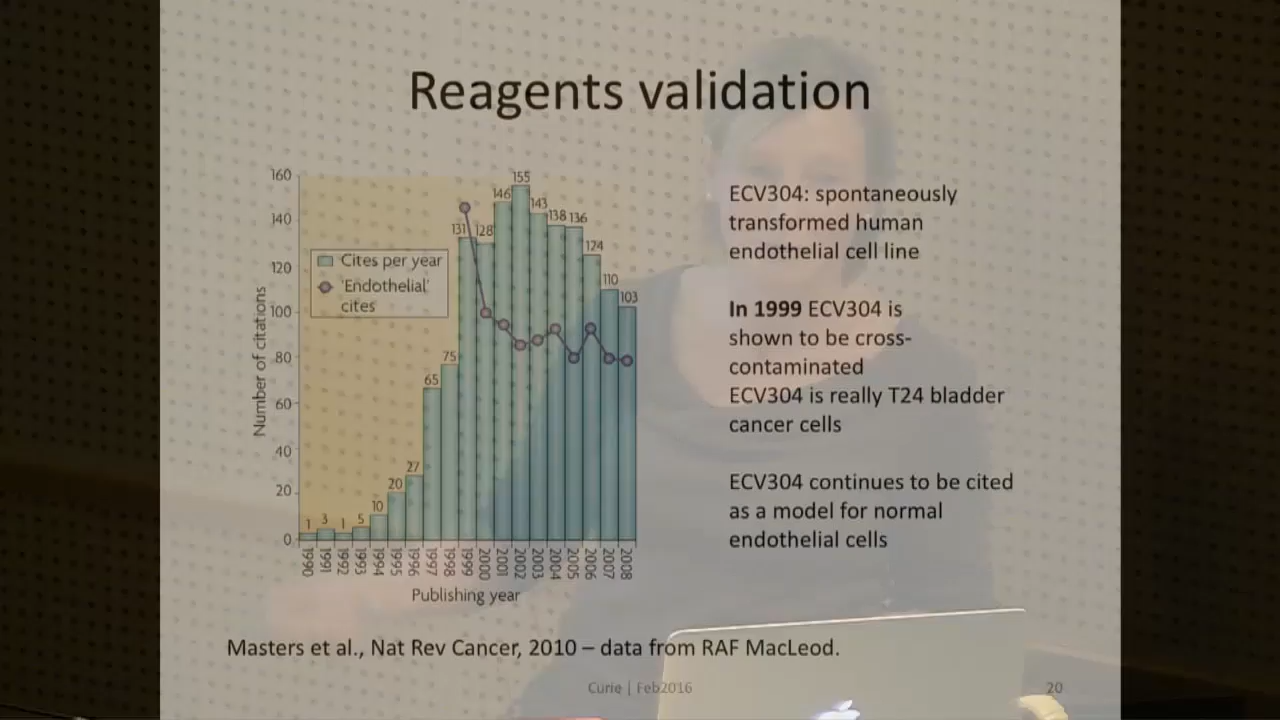 Reagents validation
160
140
120
100
80
60
40
20
0
Number of citations
Cites per year
'Endothelial'
cites
1
3
1
5
10
20
27
65
75
131
128
146
155
143
138
136
124
110
103
1990
1991
1992
1993
1994
1995
1996
1997
1998
1999
2000
2001
2002
2003
2004
2005
2006
2007
2008
Publishing year
ECV304: spontaneously
transformed human
endothelial cell line
In 1999 ECV304 is
shown to be cross-
contaminated
ECV304 is really T24 bladder
cancer cells
ECV304 continues to be cited
as a model for normal
endothelial cells
Masters et al., Nat Rev Cancer, 2010 – data from RAF MacLeod.
Curie | Feb2016
20